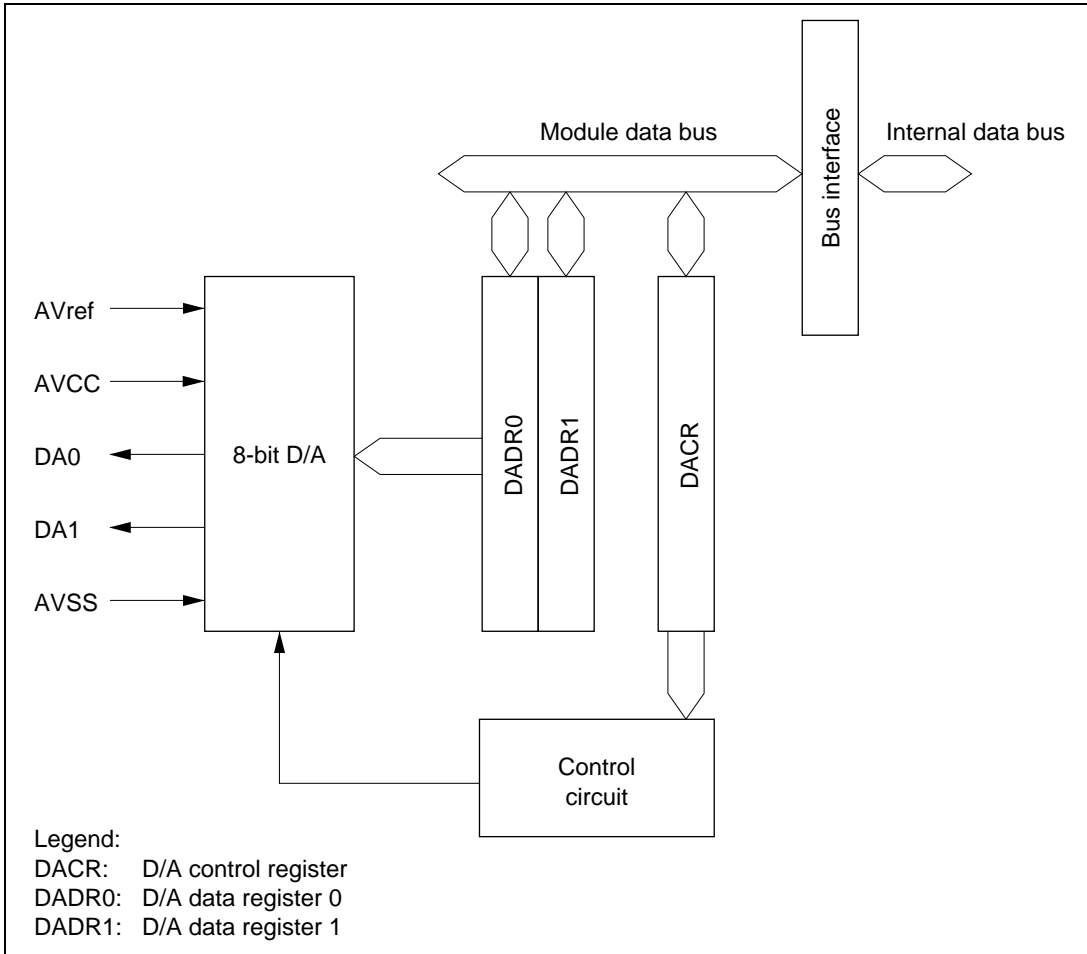 Module data bus
Internal data bus
Bus interface
AVref
AVCC
DA0
DA1
AVSS
8-bit D/A
DADR0
DADR1
DACR
Control
circuit
Legend:
DACR: D/A control register
DADR0: D/A data register 0
DADR1: D/A data register 1